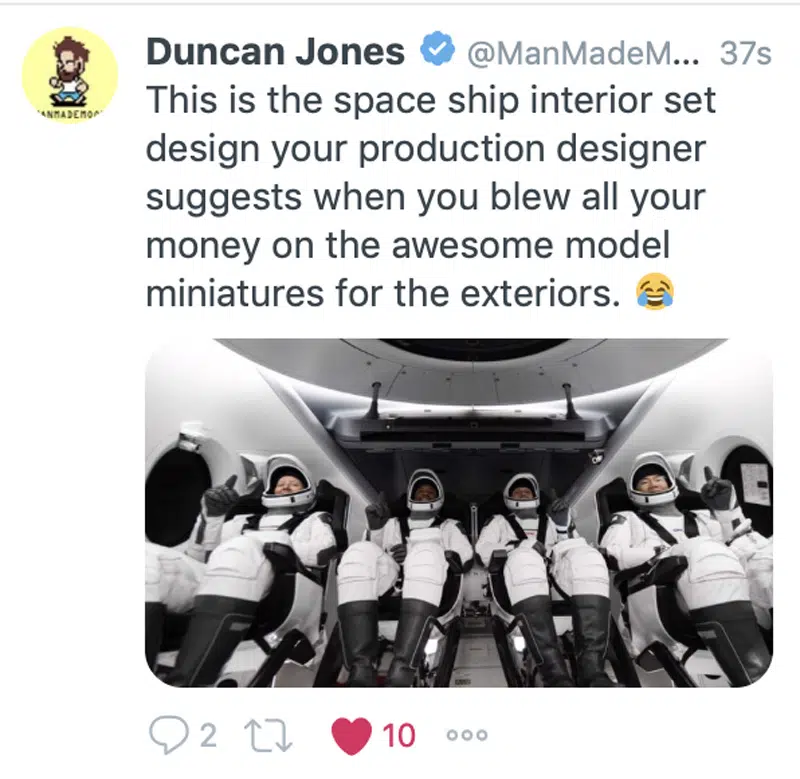 Duncan Jones @ManMadeM... 37s
This is the space ship interior set
design your production designer
suggests when you blew all your
money on the awesome model
miniatures for the exteriors. 😂
2 10